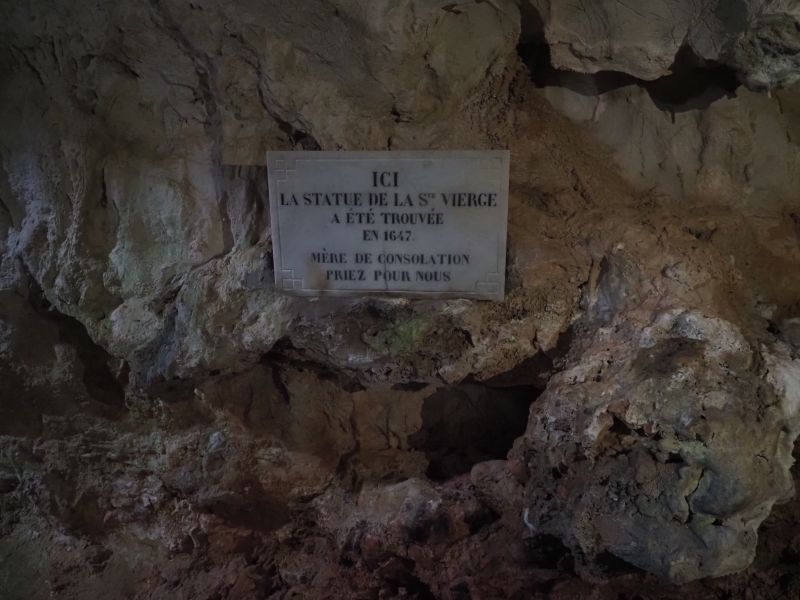 ICI
LA STATUE DE LA Sᵀᴱ VIERGE
A ÉTÉ TROUVÉE
EN 1647.
MÈRE DE CONSOLATION
PRIEZ POUR NOUS